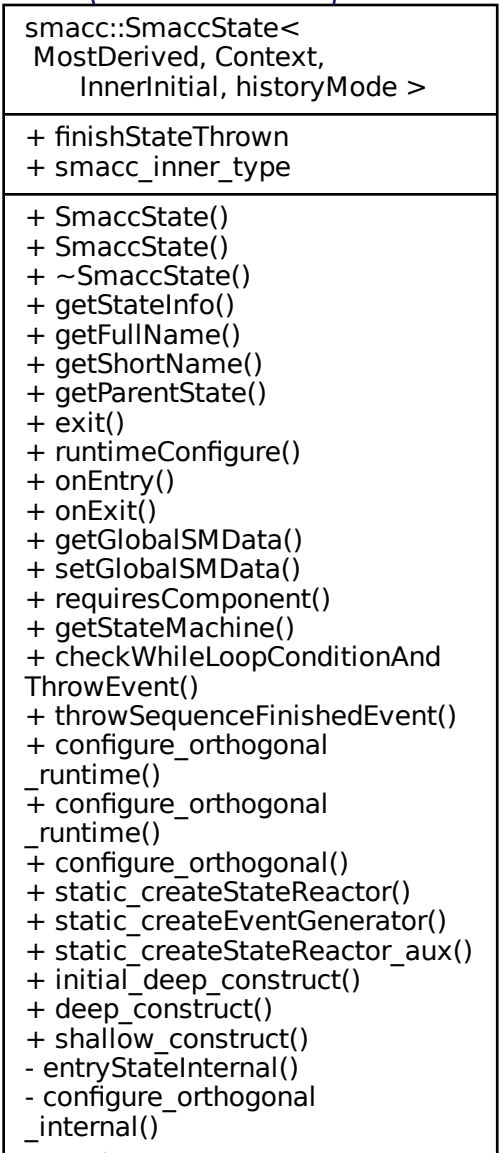 smacc::SmaccState<
MostDerived, Context,
InnerInitial, historyMode >
+ finishStateThrown
+ smacc_inner_type
+ SmaccState()
+ SmaccState()
+ ~SmaccState()
+ getStateInfo()
+ getFullName()
+ getShortName()
+ getParentState()
+ exit()
+ runtimeConfigure()
+ onEntry()
+ onExit()
+ getGlobalSMData()
+ setGlobalSMData()
+ requiresComponent()
+ getStateMachine()
+ checkWhileLoopConditionAnd
ThrowEvent()
+ throwSequenceFinishedEvent()
+ configure_orthogonal
_runtime()
+ configure_orthogonal
_runtime()
+ configure_orthogonal()
+ static_createStateReactor()
+ static_createEventGenerator()
+ static_createStateReactor_aux()
+ initial_deep_construct()
+ deep_construct()
+ shallow_construct()
- entryStateInternal()
- configure_orthogonal
_internal()